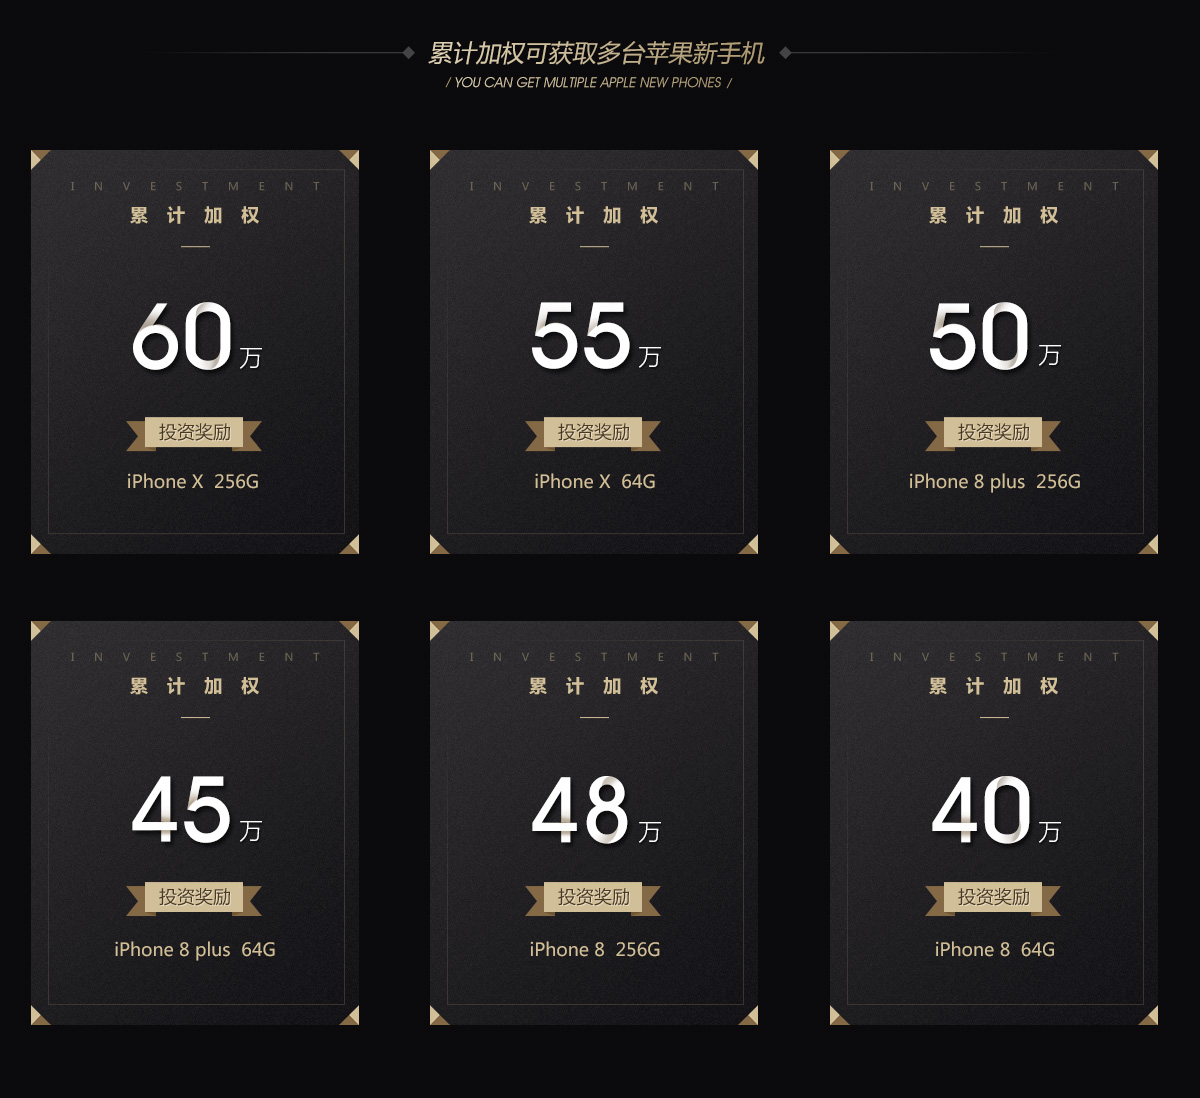 累计加权可获取多台苹果新手机
/ YOU CAN GET MULTIPLE APPLE NEW PHONES /
INVESTMENT
累计加权
60万
投资奖励
iPhone X 256G
INVESTMENT
累计加权
55万
投资奖励
iPhone X 64G
INVESTMENT
累计加权
50万
投资奖励
iPhone 8 plus 256G
INVESTMENT
累计加权
45万
投资奖励
iPhone 8 plus 64G
INVESTMENT
累计加权
48万
投资奖励
iPhone 8 256G
INVESTMENT
累计加权
40万
投资奖励
iPhone 8 64G